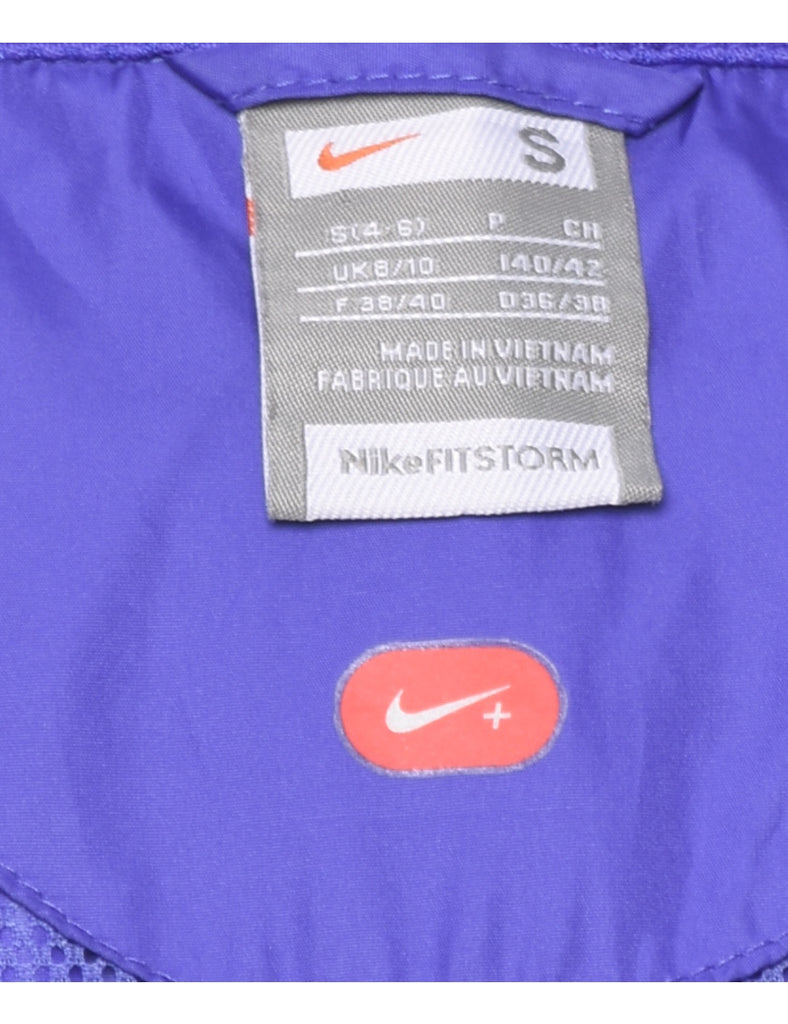 S
S(4-6) P CH
UK8/10 140/42
F 38/40 D36/38
MADE IN VIETNAM
FABRIQUE AU VIETNAM
NikeFITSTORM
+